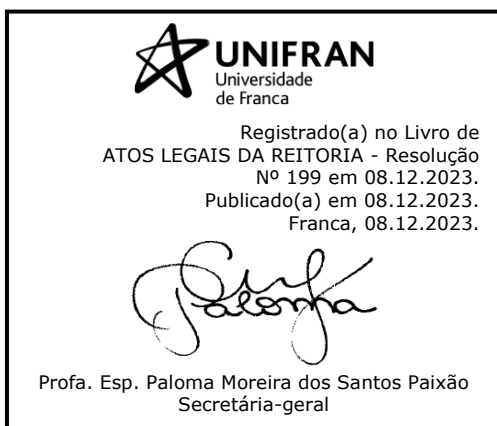 UNIFRAN
Universidade
de Franca
Registrado(a) no Livro de
ATOS LEGAIS DA REITORIA - Resolução
Nº 199 em 08.12.2023.
Publicado(a) em 08.12.2023.
Franca, 08.12.2023.
Paloma
Profa. Esp. Paloma Moreira dos Santos Paixão
Secretária-geral